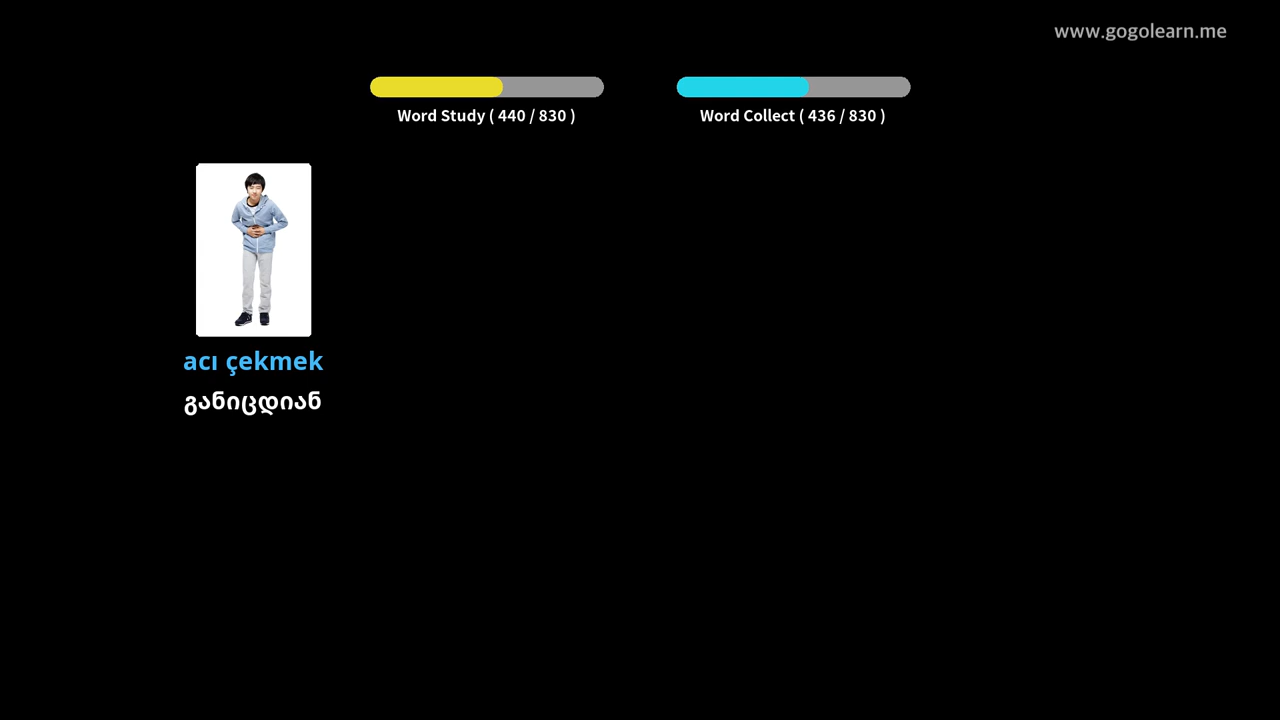 www.gogolearn.me
Word Study ( 440 / 830 )
Word Collect ( 436 / 830 )
acı çekmek
განიცდიან